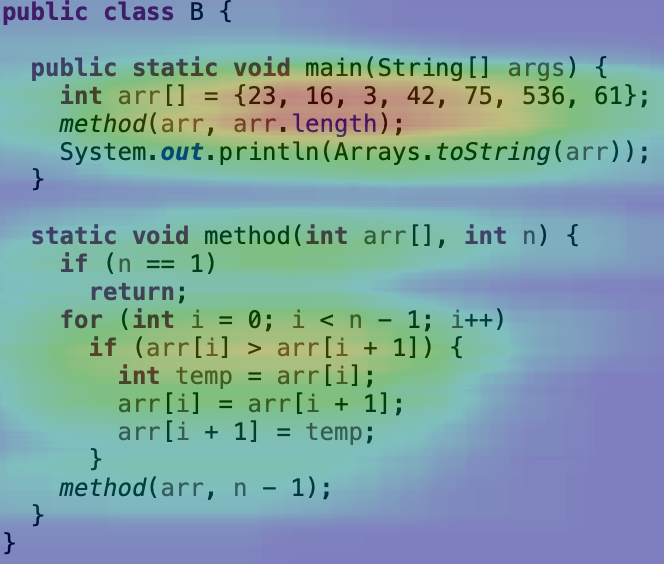 public class B {
public static void main(String[] args) {
int arr[] = {23, 16, 3, 42, 75, 536, 61};
method(arr, arr.length);
System.out.println(Arrays.toString(arr));
}
static void method(int arr[], int n) {
if (n == 1)
return;
for (int i = 0; i < n - 1; i++)
if (arr[i] > arr[i + 1]) {
int temp = arr[i];
arr[i] = arr[i + 1];
arr[i + 1] = temp;
}
method(arr, n - 1);
}
}